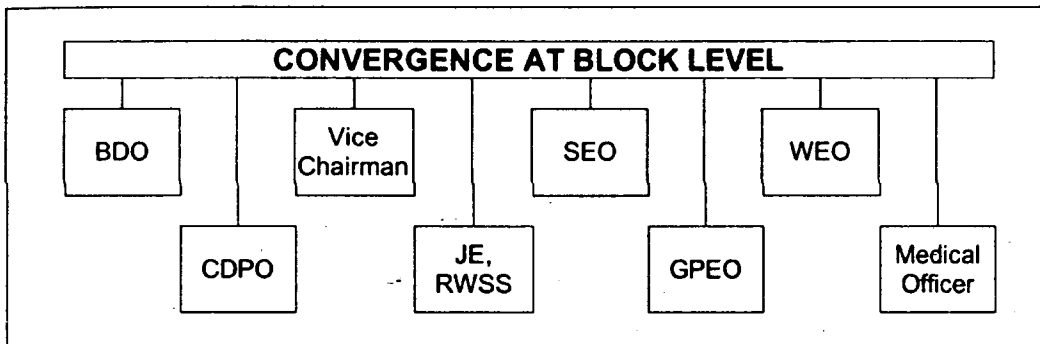 CONVERGENCE AT BLOCK LEVEL
BDO
Vice
Chairman
SEO
WEO
CDPO
JE,
RWSS
GPEO
Medical
Officer